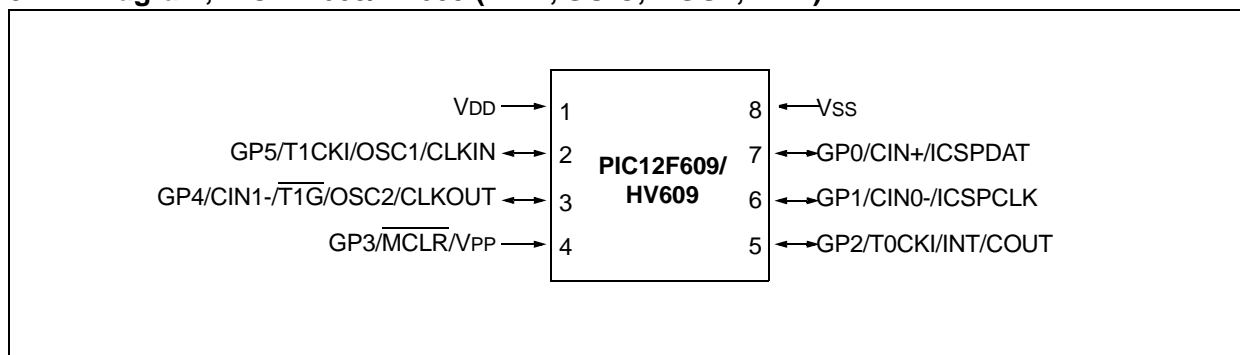 VDD
1
8
VSS
GP5/T1CKI/OSC1/CLKIN
2
7
GP0/CIN+/ICSPDAT
PIC12F609/
HV609
GP4/CIN1-/T1G/OSC2/CLKOUT
3
6
GP1/CIN0-/ICSPCLK
GP3/MCLR/VPP
4
5
GP2/T0CKI/INT/COUT